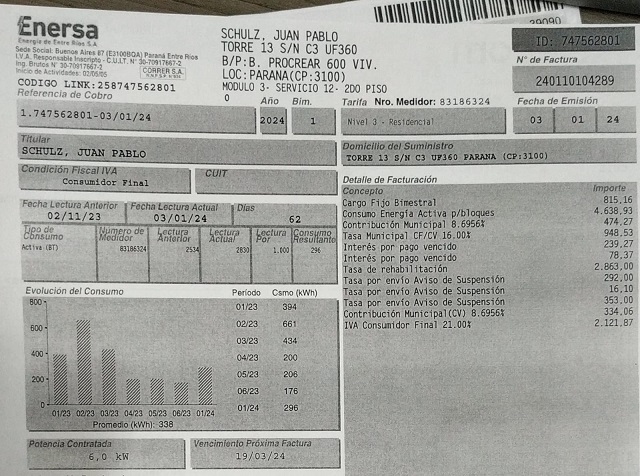 Enersa
Energía de Entre Ríos S.A.
Sede Social: Buenos Aires 87 (E3100BQA) Paraná Entre Ríos
I.V.A. Responsable Inscripto - C.U.I.T. N° 30-70917667-2
Ing. Brutos N° 30-70917667-2
Inicio de Actividades: 02/05/05
CORRER S.A.
CODIGO LINK:258747562801
Referencia de Cobro
1.747562801-03/01/24
SCHULZ, JUAN PABLO
TORRE 13 S/N C3 UF360
B/P:B. PROCREAR 600 VIV.
LOC:PARANA(CP:3100)
MODULO 3- SERVICIO 12- 2DO PISO
0
29090
ID: 747562801
N° de Factura
240110104289
Año Bim.
2024 1
Tarifa Nro. Medidor: 83186324
Nivel 3 - Residencial
Fecha de Emisión
03 01 24
Titular
SCHULZ, JUAN PABLO
Domicilio del Suministro
TORRE 13 S/N C3 UF360 PARANA (CP:3100)
Condición Fiscal IVA
Consumidor Final
CUIT
Fecha Lectura Anterior Fecha Lectura Actual Días
02/11/23 03/01/24 62
Tipo de Consumo Número de Medidor Lectura Anterior Lectura Actual Lectura Por Consumo Resultante
Activa (BT) 83186324 2534 2830 1.000 296
Detalle de Facturación
Concepto Importe
Cargo Fijo Bimestral 815,16
Consumo Energía Activa p/bloques 4.638,93
Contribución Municipal 8.6956% 474,27
Tasa Municipal CF/CV 16.00% 948,53
Interés por pago vencido 239,27
Interés por pago vencido 78,37
Tasa de rehabilitación 2.863,00
Tasa por envío Aviso de Suspensión 292,00
Tasa por envío Aviso de Suspensión 16,10
Tasa por envío Aviso de Suspensión 353,00
Contribución Municipal(CV) 8.6956% 334,06
IVA Consumidor Final 21.00% 2.121,87
Evolución del Consumo
800
600
400
200
0
01/23 02/23 03/23 04/23 05/23 06/23 01/24
Promedio (kWh): 338
Período Csmo (kWh)
01/23 394
02/23 661
03/23 434
04/23 200
05/23 206
06/23 176
01/24 296
Potencia Contratada
6,0 kW
Vencimiento Próxima Factura
19/03/24